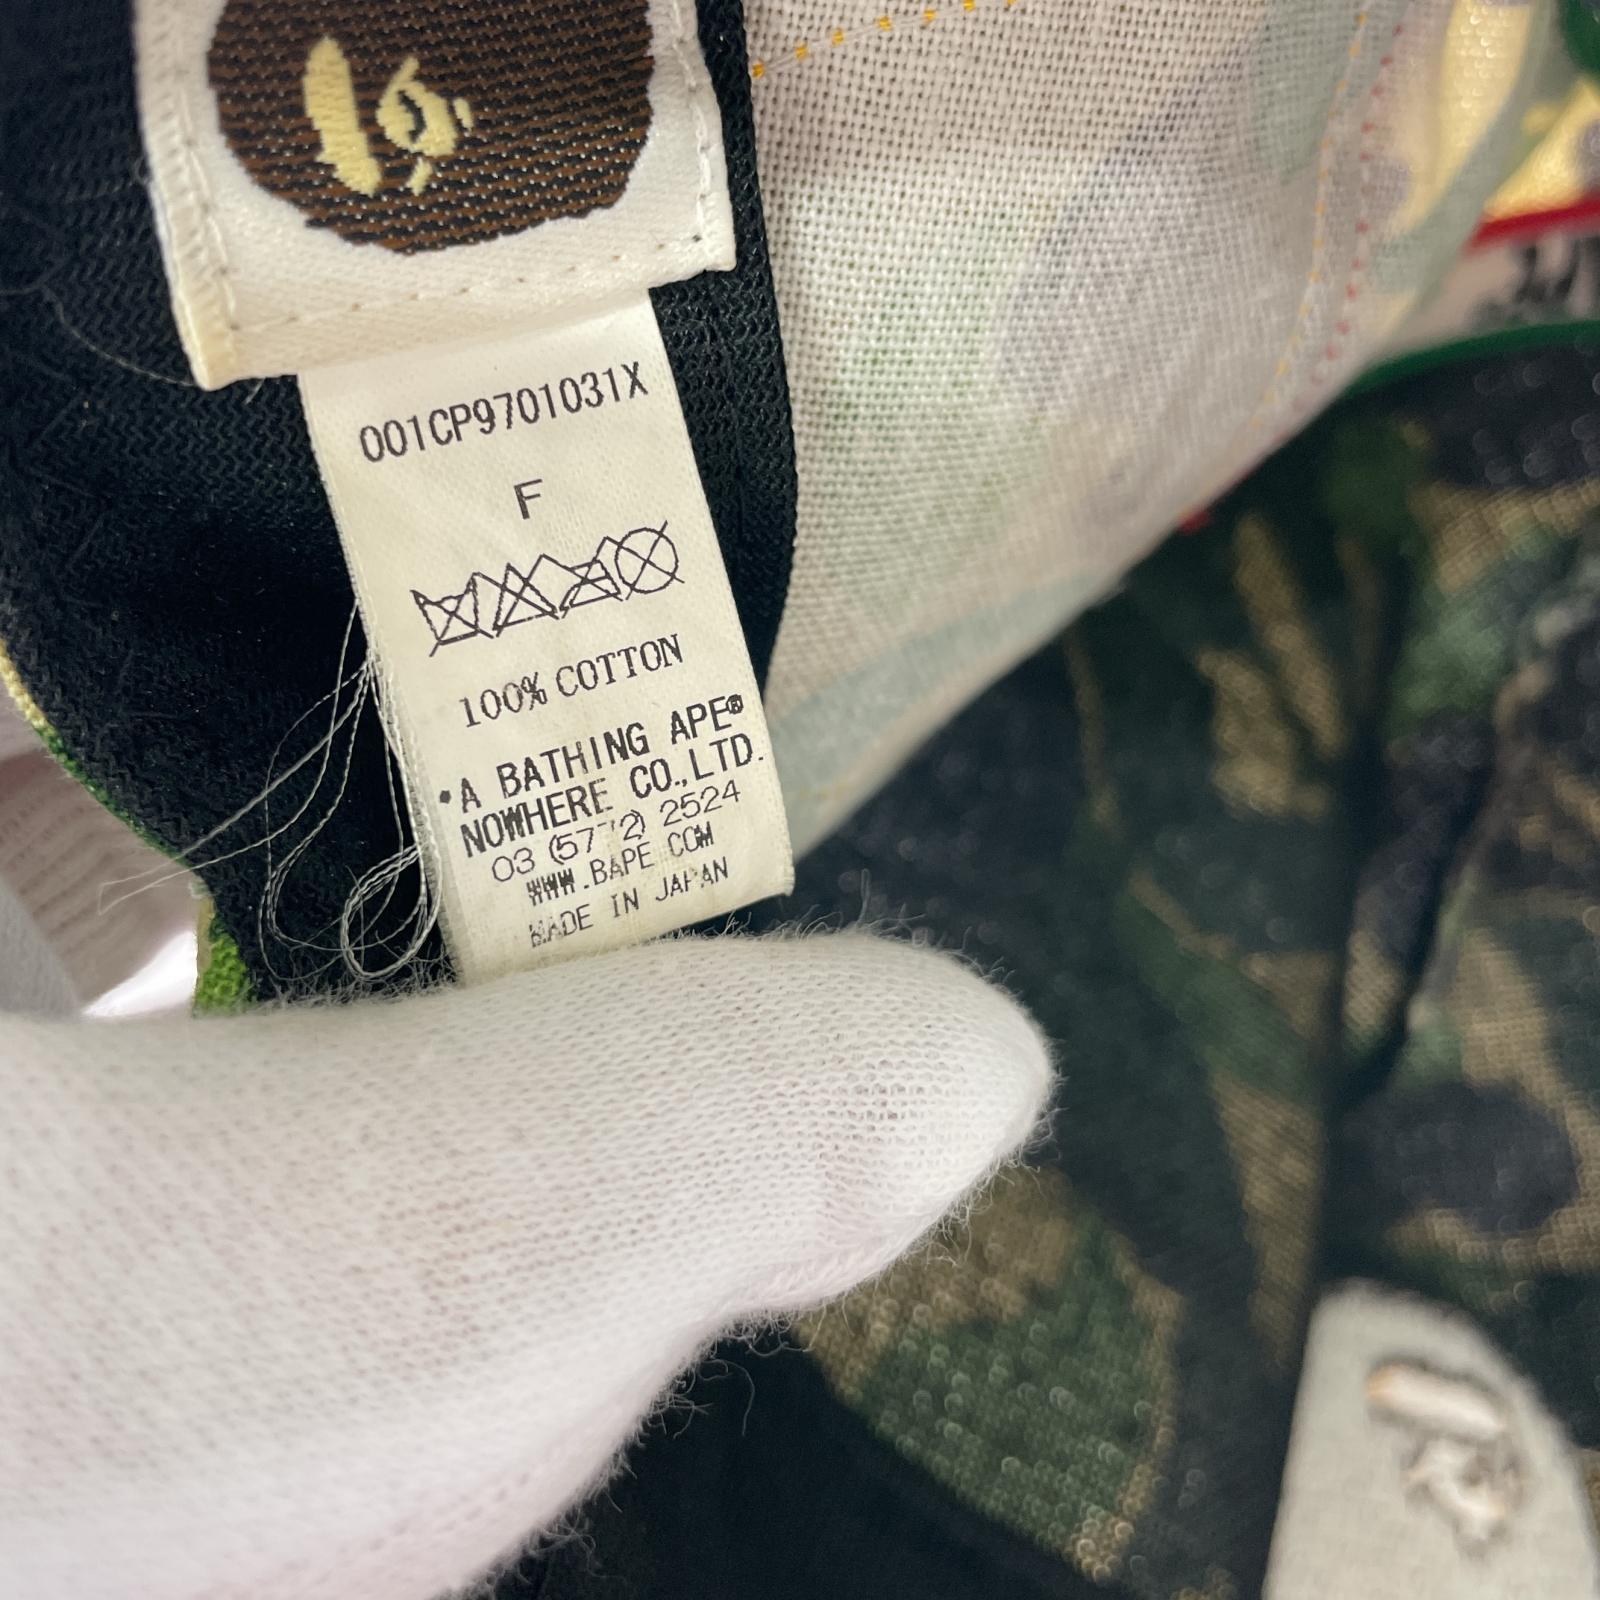 001CP9701031X
F
100% COTTON
•A BATHING APE®
NOWHERE CO.,LTD.
03 (5772) 2524
WWW.BAPE.COM
MADE IN JAPAN